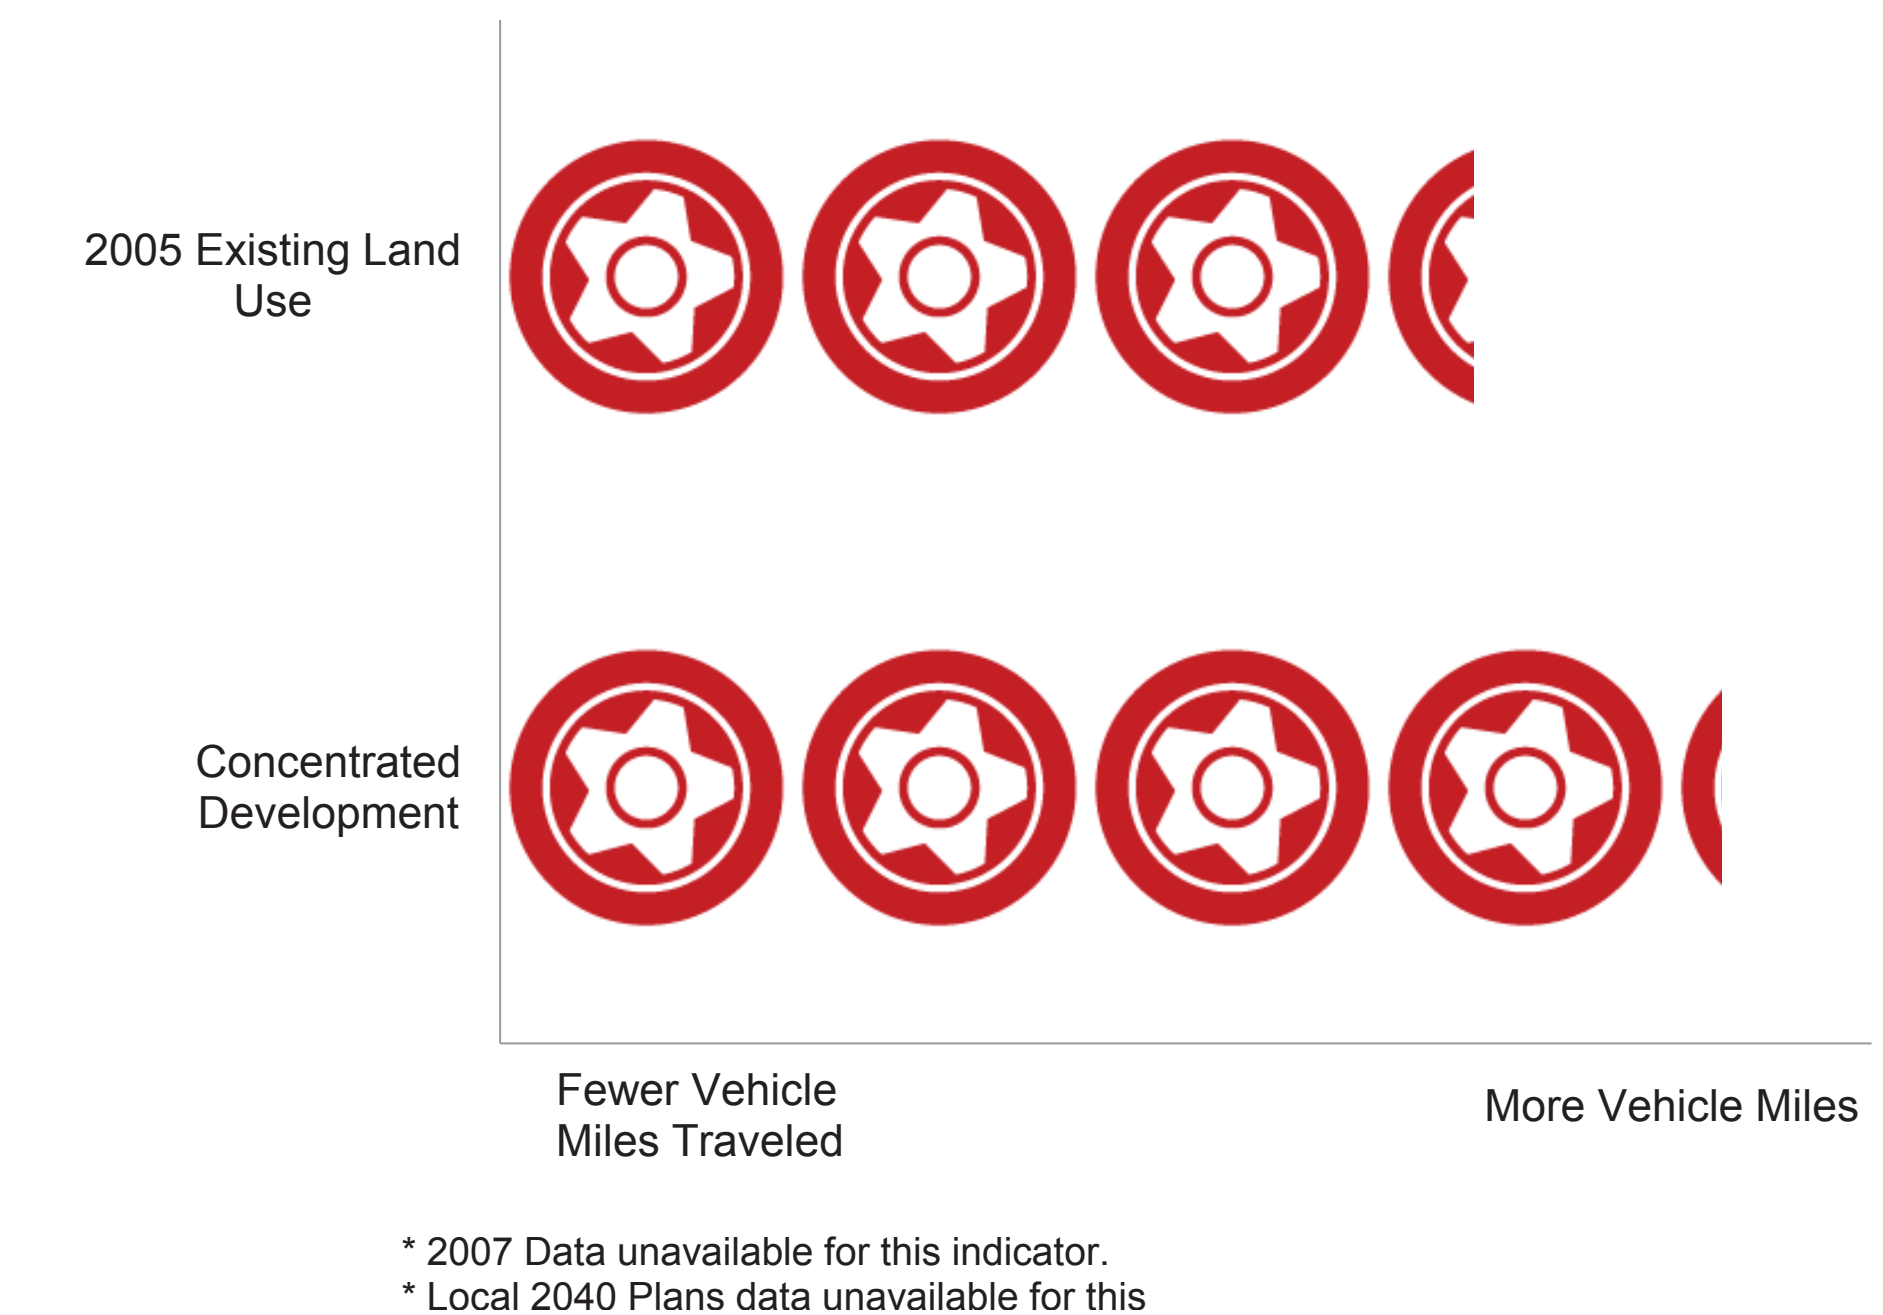 2005 Existing Land
Use
Concentrated
Development
Fewer Vehicle
Miles Traveled
More Vehicle Miles
* 2007 Data unavailable for this indicator.
* Local 2040 Plans data unavailable for this